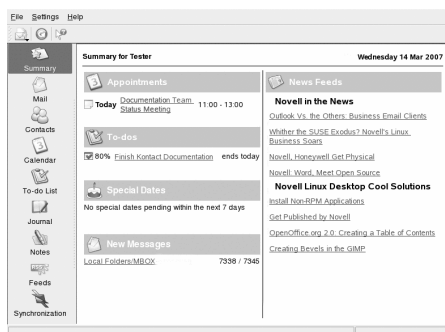 File Settings Help
Summary
Mail
Contacts
Calendar
To-do List
Journal
Notes
Feeds
Synchronization
Summary for Tester
Wednesday 14 Mar 2007
Appointments
Today Documentation Team Status Meeting 11:00 - 13:00
To-dos
80% Finish Kontact Documentation ends today
Special Dates
No special dates pending within the next 7 days
New Messages
Local Folders/MBOX 7338 / 7345
News Feeds
Novell in the News
Outlook Vs. the Others: Business Email Clients
Whither the SUSE Exodus? Novell's Linux
Business Soars
Novell, Honeywell Get Physical
Novell: Word, Meet Open Source
Novell Linux Desktop Cool Solutions
Install Non-RPM Applications
Get Published by Novell
OpenOffice.org 2.0: Creating a Table of Contents
Creating Bevels in the GIMP